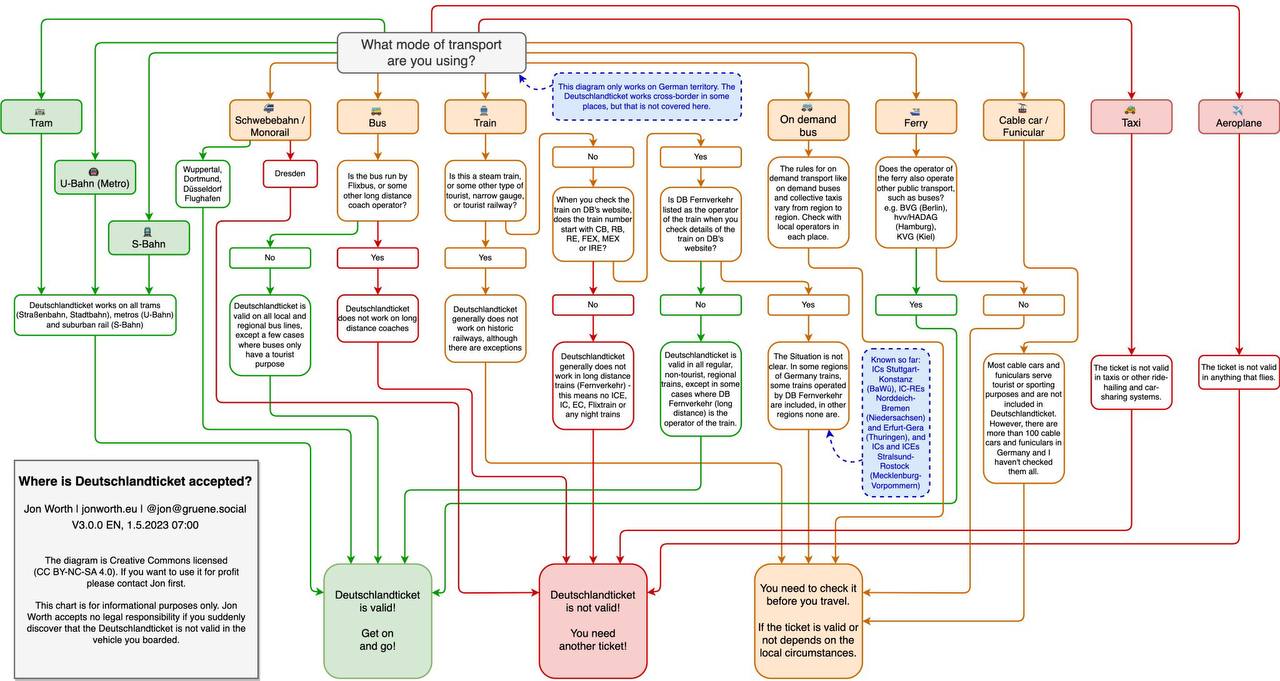 What mode of transport
are you using?
This diagram only works on German territory. The
Deutschlandticket works cross-border in some
places, but that is not covered here.
Tram
U-Bahn (Metro)
S-Bahn
Deutschlandticket works on all trams
(Straßenbahn, Stadtbahn), metros (U-Bahn)
and suburban rail (S-Bahn)
Schwebebahn /
Monorail
Wuppertal,
Dortmund,
Düsseldorf
Flughafen
Dresden
Bus
Is the bus run by
Flixbus, or some
other long distance
coach operator?
No
Yes
Deutschlandticket is
valid on all local and
regional bus lines,
except a few cases
where buses only
have a tourist
purpose
Deutschlandticket
does not work on long
distance coaches
Train
Is this a steam train,
or some other type of
tourist, narrow gauge,
or tourist railway?
Yes
Deutschlandticket
generally does not
work on historic
railways, although
there are exceptions
No
When you check the
train on DB's website,
does the train number
start with CB, RB,
RE, FEX, MEX
or IRE?
No
Deutschlandticket
generally does not
work in long distance
trains (Fernverkehr) -
this means no ICE,
IC, EC, Flixtrain or
any night trains
Yes
Is DB Fernverkehr
listed as the operator
of the train when you
check details of the
train on DB's
website?
No
Deutschlandticket is
valid in all regular,
non-tourist, regional
trains, except in some
cases where DB
Fernverkehr (long
distance) is the
operator of the train.
Yes
The Situation is not
clear. In some regions
of Germany trains,
some trains operated
by DB Fernverkehr
are included, in other
regions none are.
Known so far:
ICs Stuttgart-
Konstanz
(BaWü), IC-REs
Norddeich-
Bremen
(Niedersachsen)
and Erfurt-Gera
(Thuringen), and
ICs and ICEs
Stralsund-
Rostock
(Mecklenburg-
Vorpommern)
On demand
bus
The rules for on
demand transport like
on demand buses
and collective taxis
vary from region to
region. Check with
local operators in
each place.
Ferry
Does the operator of
the ferry also operate
other public transport,
such as buses?
e.g. BVG (Berlin),
hvv/HADAG
(Hamburg),
KVG (Kiel)
Yes
No
Cable car /
Funicular
Most cable cars and
funiculars serve
tourist or sporting
purposes and are not
included in
Deutschlandticket.
However, there are
more than 100 cable
cars and funiculars in
Germany and I
haven't checked
them all.
Taxi
The ticket is not valid
in taxis or other ride-
hailing and car-
sharing systems.
Aeroplane
The ticket is not valid
in anything that flies.
Where is Deutschlandticket accepted?
Jon Worth | jonworth.eu | @jon@gruene.social
V3.0.0 EN, 1.5.2023 07:00
The diagram is Creative Commons licensed
(CC BY-NC-SA 4.0). If you want to use it for profit
please contact Jon first.
This chart is for informational purposes only. Jon
Worth accepts no legal responsibility if you suddenly
discover that the Deutschlandticket is not valid in the
vehicle you boarded.
Deutschlandticket
is valid!
Get on
and go!
Deutschlandticket
is not valid!
You need
another ticket!
You need to check it
before you travel.
If the ticket is valid or
not depends on the
local circumstances.